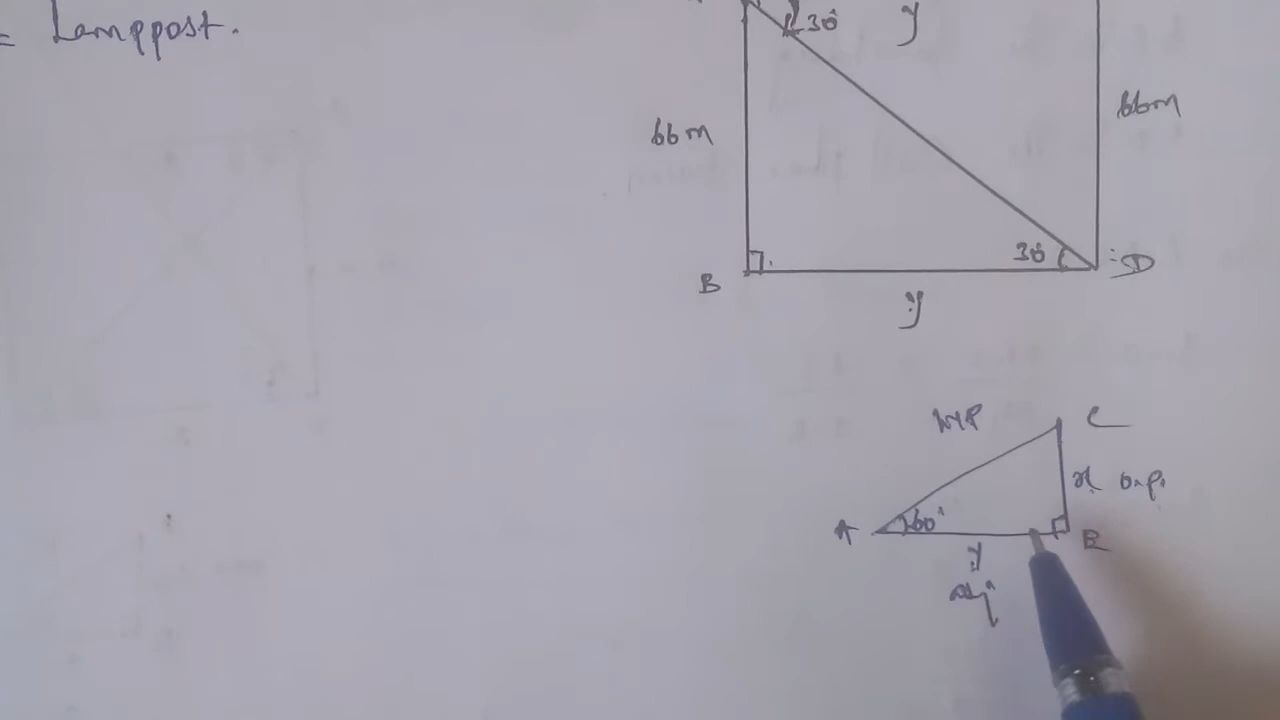 = Lamppost.
30° y
66m 66m
B 30° D
y
hyp C
x opp.
A 60° E
y
adj